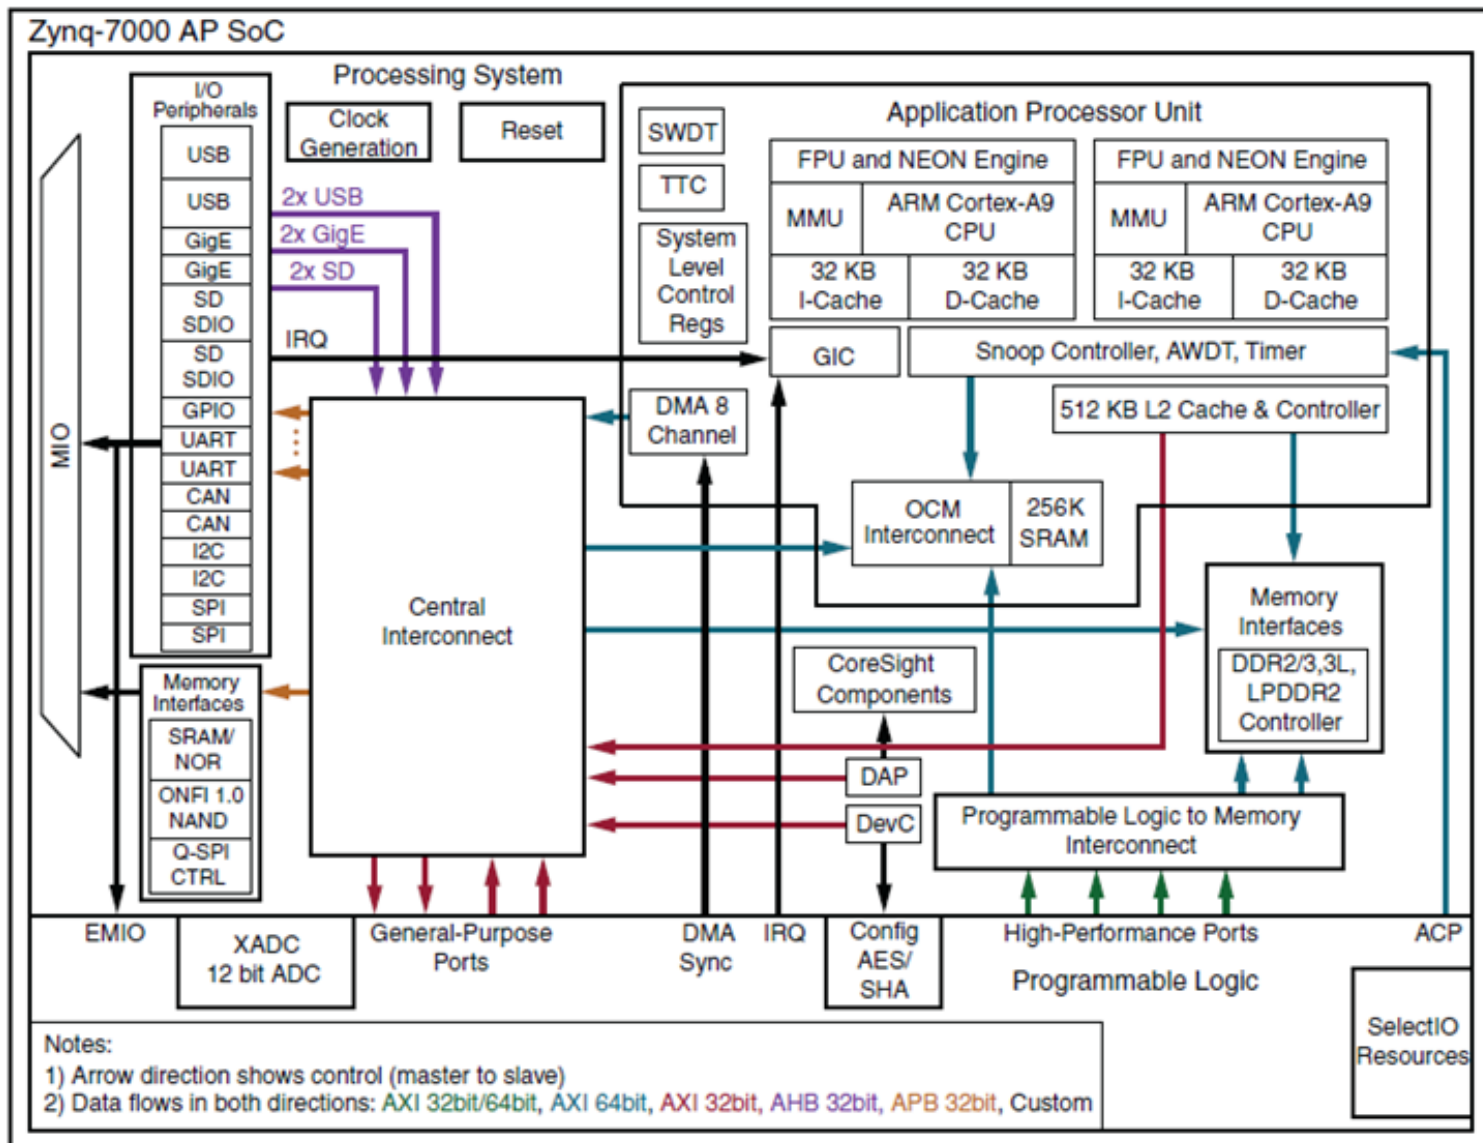 Zynq-7000 AP SoC
Processing System
I/O
Peripherals
USB
USB
GigE
GigE
SD
SDIO
SD
SDIO
GPIO
UART
UART
CAN
CAN
I2C
I2C
SPI
SPI
MIO
Clock
Generation
Reset
2x USB
2x GigE
2x SD
IRQ
Application Processor Unit
SWDT
TTC
System
Level
Control
Regs
FPU and NEON Engine
MMU
ARM Cortex-A9
CPU
32 KB
I-Cache
32 KB
D-Cache
FPU and NEON Engine
MMU
ARM Cortex-A9
CPU
32 KB
I-Cache
32 KB
D-Cache
GIC
Snoop Controller, AWDT, Timer
DMA 8
Channel
512 KB L2 Cache & Controller
OCM
Interconnect
256K
SRAM
Central
Interconnect
Memory
Interfaces
DDR2/3,3L,
LPDDR2
Controller
CoreSight
Components
DAP
DevC
Programmable Logic to Memory
Interconnect
Memory
Interfaces
SRAM/
NOR
ONFI 1.0
NAND
Q-SPI
CTRL
EMIO
XADC
12 bit ADC
General-Purpose
Ports
DMA
Sync
IRQ
Config
AES/
SHA
High-Performance Ports
ACP
Programmable Logic
SelectIO
Resources
Notes:
1) Arrow direction shows control (master to slave)
2) Data flows in both directions: AXI 32bit/64bit, AXI 64bit, AXI 32bit, AHB 32bit, APB 32bit, Custom